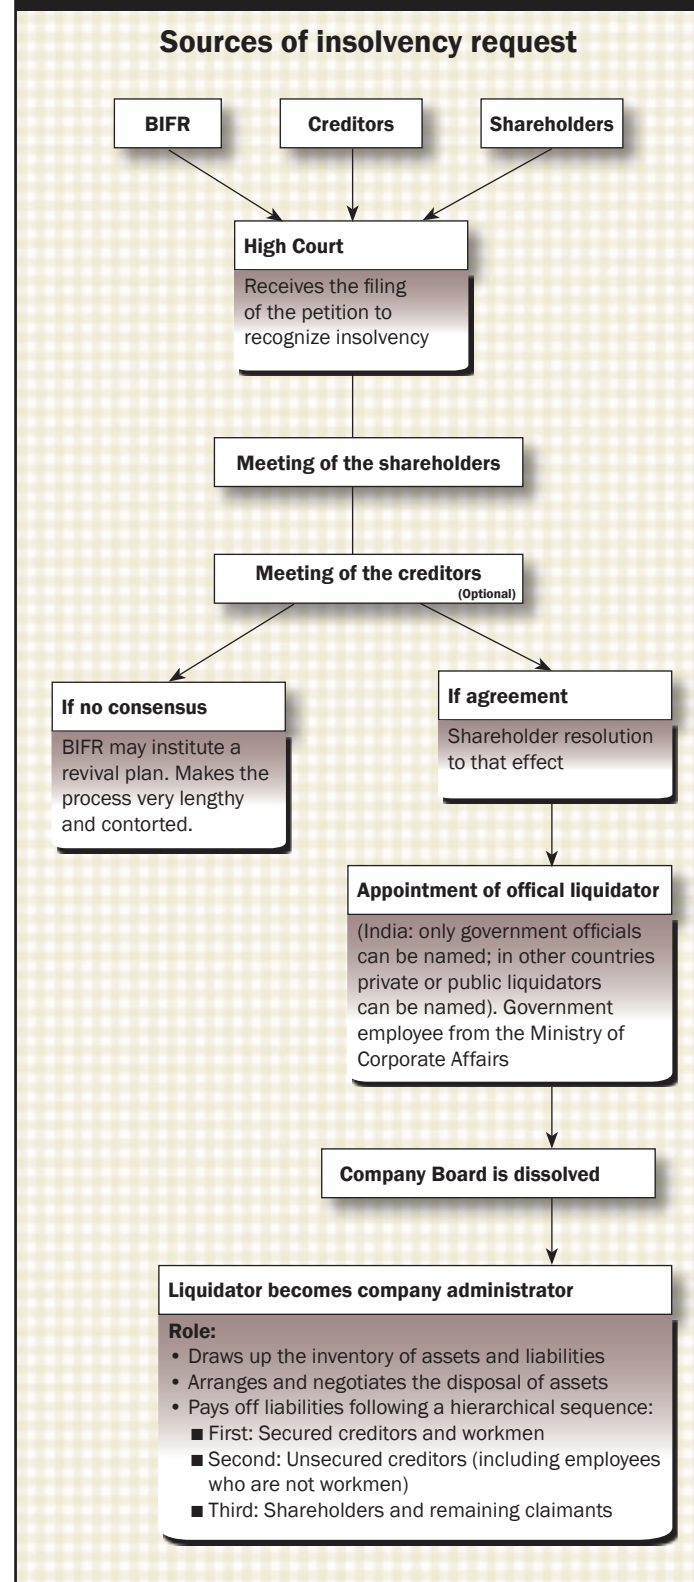 Sources of insolvency request
BIFR
Creditors
Shareholders
High Court
Receives the filing
of the petition to
recognize insolvency
Meeting of the shareholders
Meeting of the creditors
(Optional)
If no consensus
BIFR may institute a
revival plan. Makes the
process very lengthy
and contorted.
If agreement
Shareholder resolution
to that effect
Appointment of offical liquidator
(India: only government officials
can be named; in other countries
private or public liquidators
can be named). Government
employee from the Ministry of
Corporate Affairs
Company Board is dissolved
Liquidator becomes company administrator
Role:
• Draws up the inventory of assets and liabilities
• Arranges and negotiates the disposal of assets
• Pays off liabilities following a hierarchical sequence:
■ First: Secured creditors and workmen
■ Second: Unsecured creditors (including employees
who are not workmen)
■ Third: Shareholders and remaining claimants